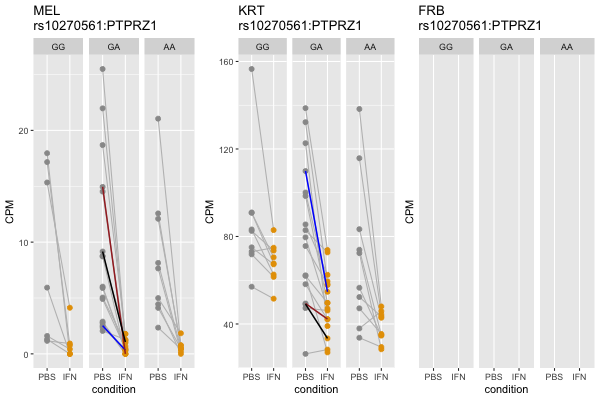 MEL
rs10270561:PTPRZ1
GG GA AA
20
10
0
CPM
PBS IFN PBS IFN PBS IFN
condition
KRT
rs10270561:PTPRZ1
GG GA AA
160
120
80
40
CPM
PBS IFN PBS IFN PBS IFN
condition
FRB
rs10270561:PTPRZ1
GG GA AA
CPM
PBS IFN PBS IFN PBS IFN
condition